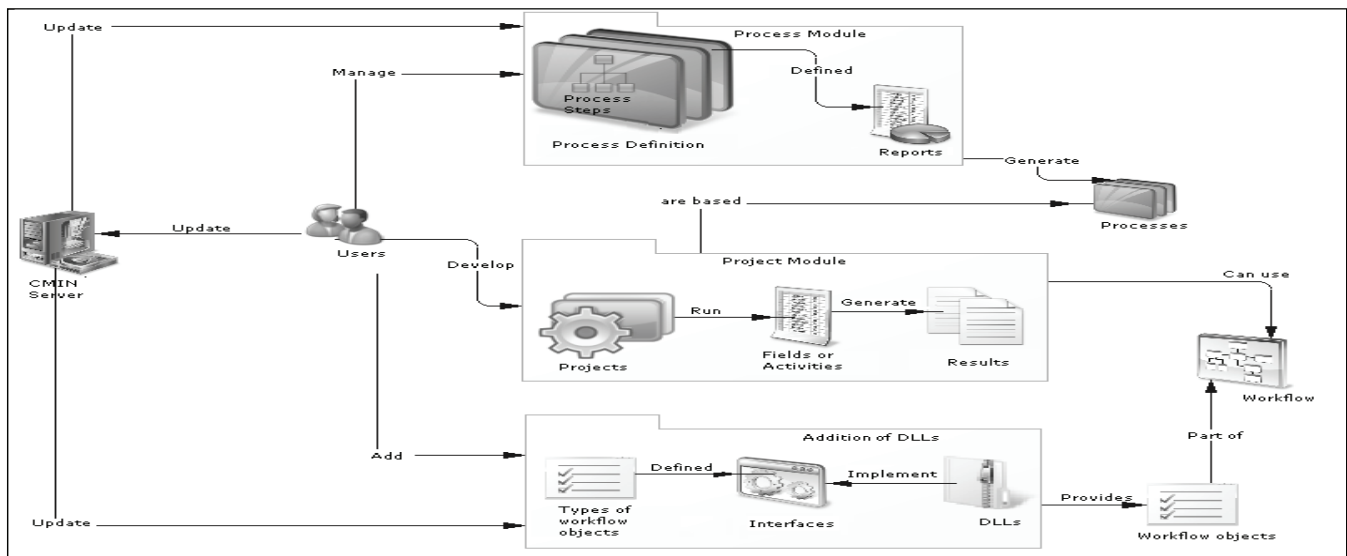 Update
Process Module
Manage
Defined
Process
Steps
Process Definition
Reports
Generate
are based
Processes
Update
Users
Develop
Project Module
Can use
CMIN
Server
Run
Generate
Projects
Fields or
Activities
Results
Workflow
Addition of DLLs
Part of
Add
Defined
Implement
Provides
Types of
workflow
objects
Interfaces
DLLs
Update
Workflow objects